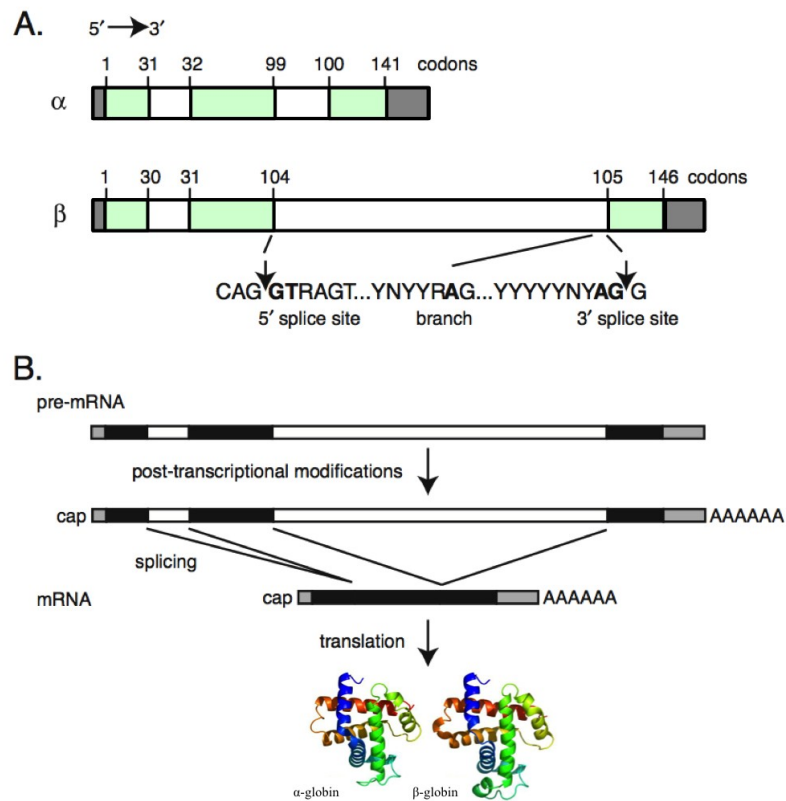 A.
5′ 3′
1 31 32 99 100 141 codons
α
1 30 31 104 105 146 codons
β
CAG GTRAGT...YNYYRAG...YYYYYNYAG G
5′ splice site branch 3′ splice site
B.
pre-mRNA
post-transcriptional modifications
cap AAAAAA
splicing
mRNA cap AAAAAA
translation
α-globin β-globin